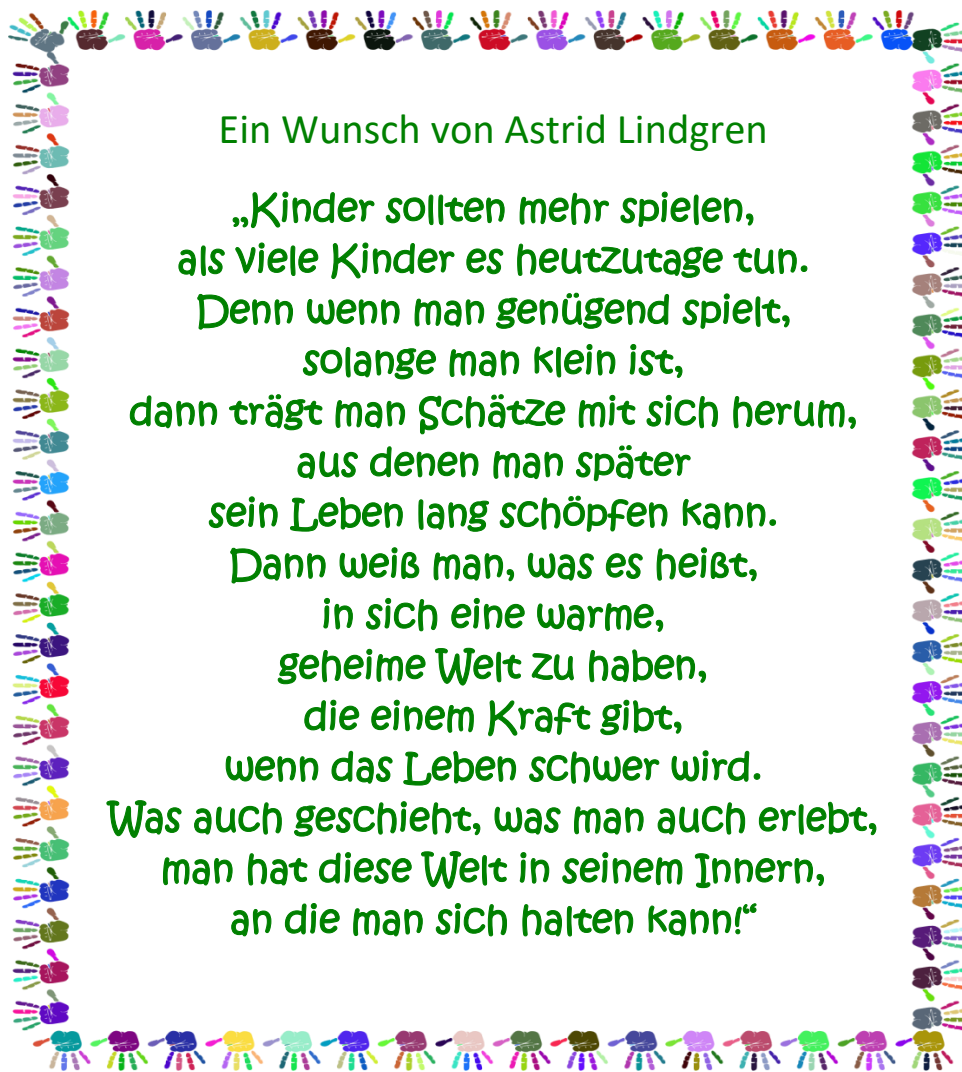 Ein Wunsch von Astrid Lindgren
„Kinder sollten mehr spielen,
als viele Kinder es heutzutage tun.
Denn wenn man genügend spielt,
solange man klein ist,
dann trägt man Schätze mit sich herum,
aus denen man später
sein Leben lang schöpfen kann.
Dann weiß man, was es heißt,
in sich eine warme,
geheime Welt zu haben,
die einem Kraft gibt,
wenn das Leben schwer wird.
Was auch geschieht, was man auch erlebt,
man hat diese Welt in seinem Innern,
an die man sich halten kann!“